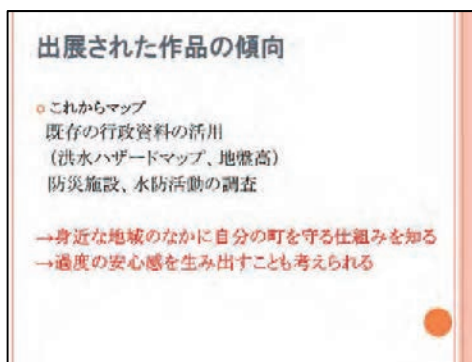 出展された作品の傾向
これからマップ
既存の行政資料の活用
（洪水ハザードマップ、地盤高）
防災施設、水防活動の調査
→身近な地域のなかに自分の町を守る仕組みを知る
→過度の安心感を生み出すことも考えられる